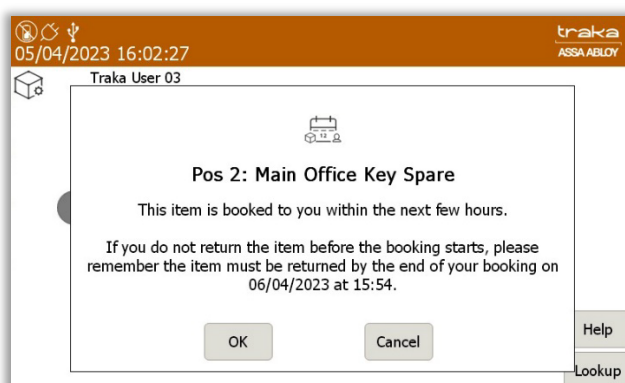 traka
05/04/2023 16:02:27
ASSA ABLOY
Traka User 03
12
Pos 2: Main Office Key Spare
This item is booked to you within the next few hours.
If you do not return the item before the booking starts, please
remember the item must be returned by the end of your booking on
06/04/2023 at 15:54.
OK
Cancel
Help
Lookup